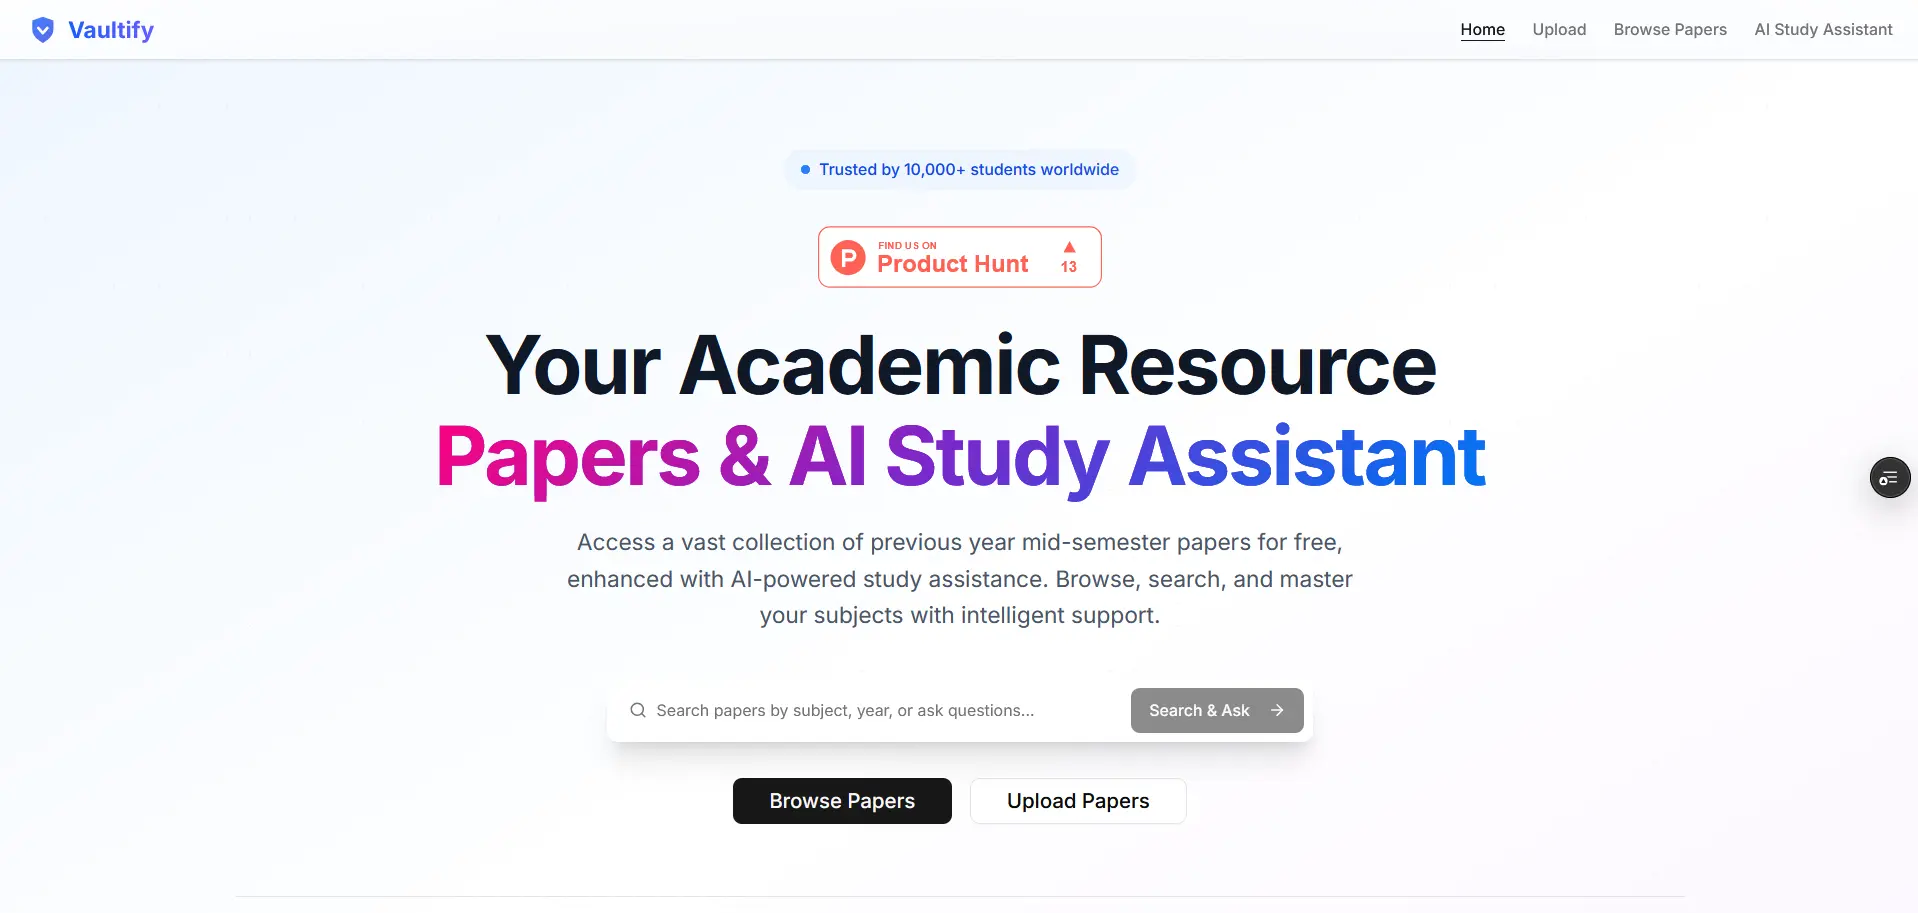 Vaultify
Home
Upload
Browse Papers
AI Study Assistant
Trusted by 10,000+ students worldwide
FIND US ON
Product Hunt
13
Your Academic Resource
Papers & AI Study Assistant
Access a vast collection of previous year mid-semester papers for free,
enhanced with AI-powered study assistance. Browse, search, and master
your subjects with intelligent support.
Search papers by subject, year, or ask questions...
Search & Ask
Browse Papers
Upload Papers